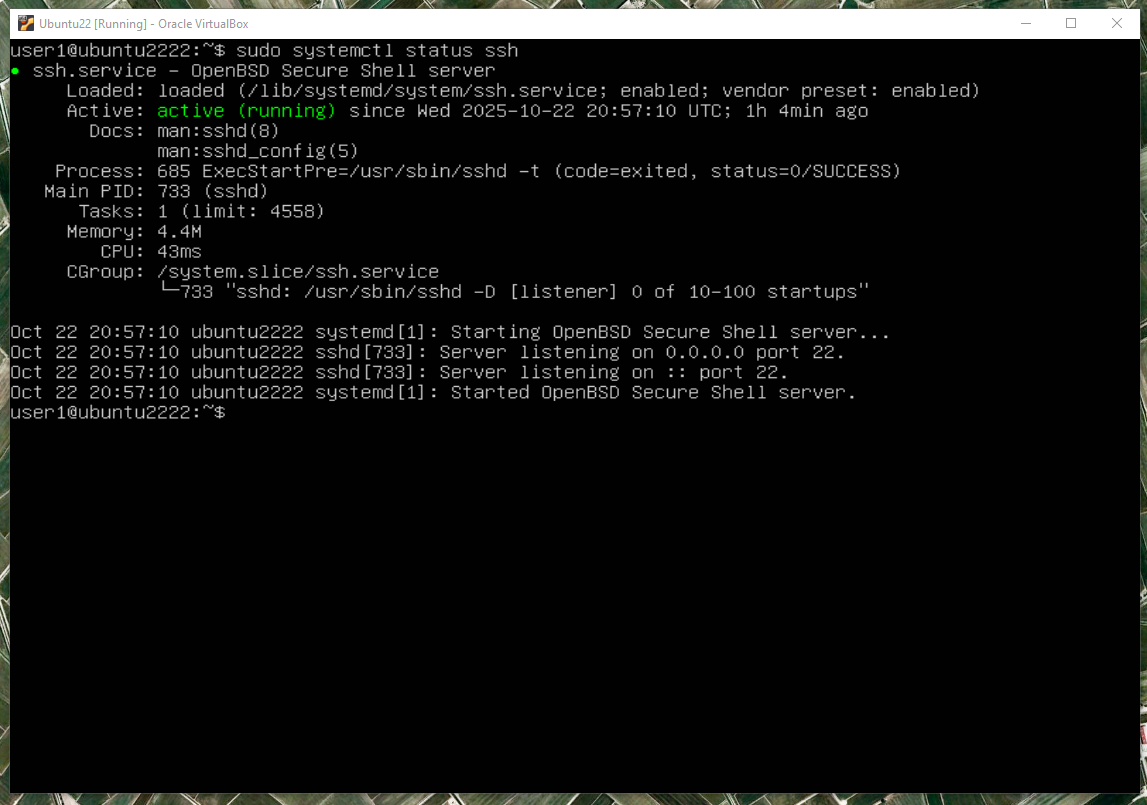 Ubuntu22 [Running] - Oracle VirtualBox
user1@ubuntu2222:~$ sudo systemctl status ssh
● ssh.service - OpenBSD Secure Shell server
     Loaded: loaded (/lib/systemd/system/ssh.service; enabled; vendor preset: enabled)
     Active: active (running) since Wed 2025-10-22 20:57:10 UTC; 1h 4min ago
       Docs: man:sshd(8)
             man:sshd_config(5)
    Process: 685 ExecStartPre=/usr/sbin/sshd -t (code=exited, status=0/SUCCESS)
   Main PID: 733 (sshd)
      Tasks: 1 (limit: 4558)
     Memory: 4.4M
        CPU: 43ms
     CGroup: /system.slice/ssh.service
             └─733 "sshd: /usr/sbin/sshd -D [listener] 0 of 10-100 startups"
Oct 22 20:57:10 ubuntu2222 systemd[1]: Starting OpenBSD Secure Shell server...
Oct 22 20:57:10 ubuntu2222 sshd[733]: Server listening on 0.0.0.0 port 22.
Oct 22 20:57:10 ubuntu2222 sshd[733]: Server listening on :: port 22.
Oct 22 20:57:10 ubuntu2222 systemd[1]: Started OpenBSD Secure Shell server.
user1@ubuntu2222:~$